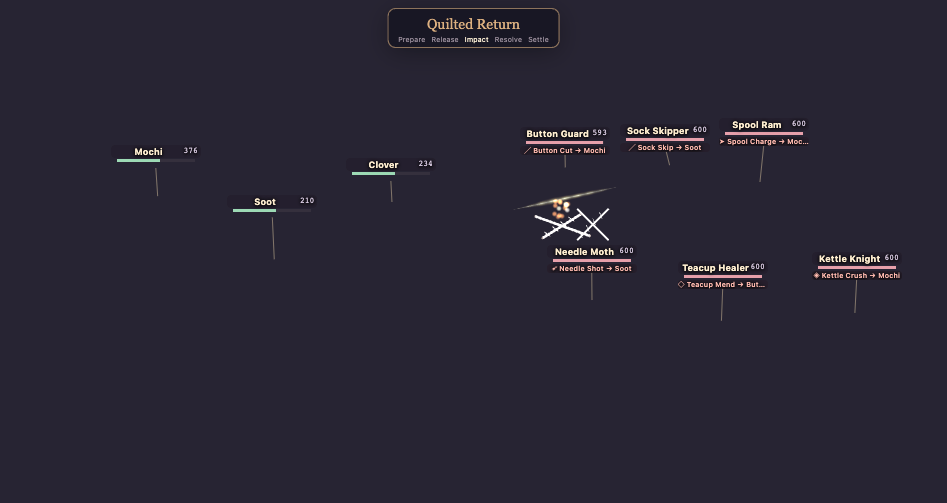 Quilted Return
Prepare Release Impact Resolve Settle
Mochi 376
Soot 210
Clover 234
Button Guard 593
Button Cut → Mochi
Sock Skipper 600
Sock Skip → Soot
Spool Ram 600
Spool Charge → Moc...
Needle Moth 600
Needle Shot → Soot
Teacup Healer 600
Teacup Mend → But...
Kettle Knight 600
Kettle Crush → Mochi